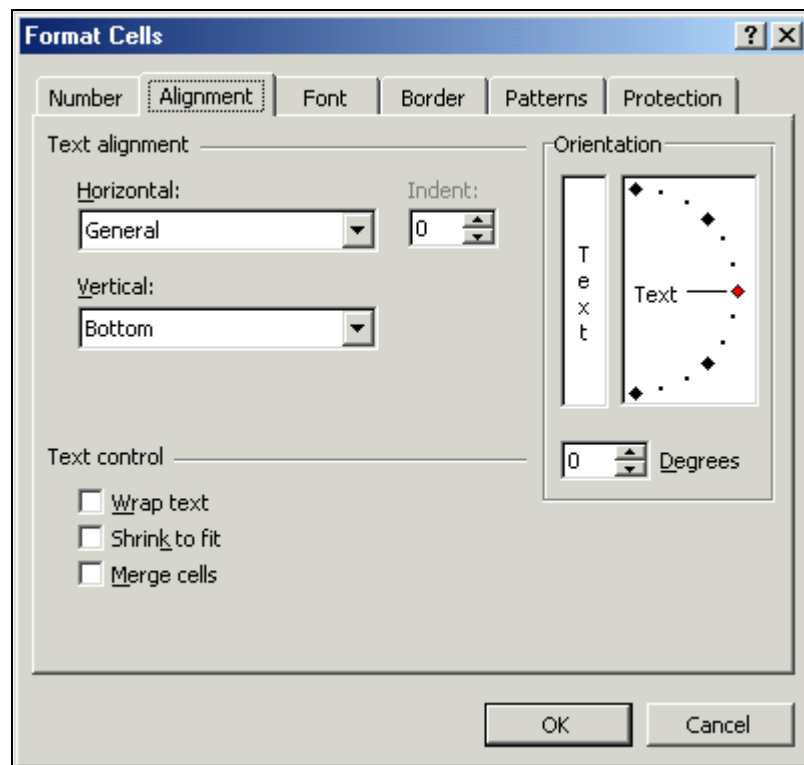 Format Cells
Number Alignment Font Border Patterns Protection
Text alignment
Horizontal: Indent:
General 0
Vertical:
Bottom
Orientation
Text
Text
0 Degrees
Text control
Wrap text
Shrink to fit
Merge cells
OK Cancel